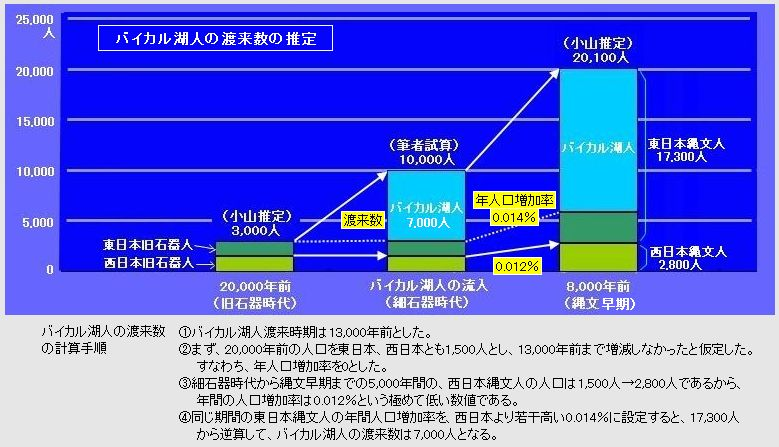 25,000
人
バイカル湖人の渡来数の推定
(小山推定)
20,100人
20,000
15,000
(筆者試算)
10,000人
10,000
バイカル湖人
東日本縄文人
17,300人
バイカル湖人
7,000人
年人口増加率
0.014%
渡来数
(小山推定)
3,000人
5,000
東日本旧石器人
西日本旧石器人
0
0.012%
西日本縄文人
2,800人
20,000年前
(旧石器時代)
バイカル湖人の流入
(細石器時代)
8,000年前
(縄文早期)
バイカル湖人の渡来数
の計算手順
①バイカル湖人渡来時期は13,000年前とした。
②まず、20,000年前の人口を東日本、西日本とも1,500人とし、13,000年前まで増減しなかったと仮定した。
すなわち、年人口増加率を0とした。
③細石器時代から縄文早期までの5,000年間の、西日本縄文人の人口は1,500人→2,800人であるから、
年間の人口増加率は0.012%という極めて低い数値である。
④同じ期間の東日本縄文人の年間人口増加率を、西日本より若干高い0.014%に設定すると、17,300人
から逆算して、バイカル湖人の渡来数は7,000人となる。